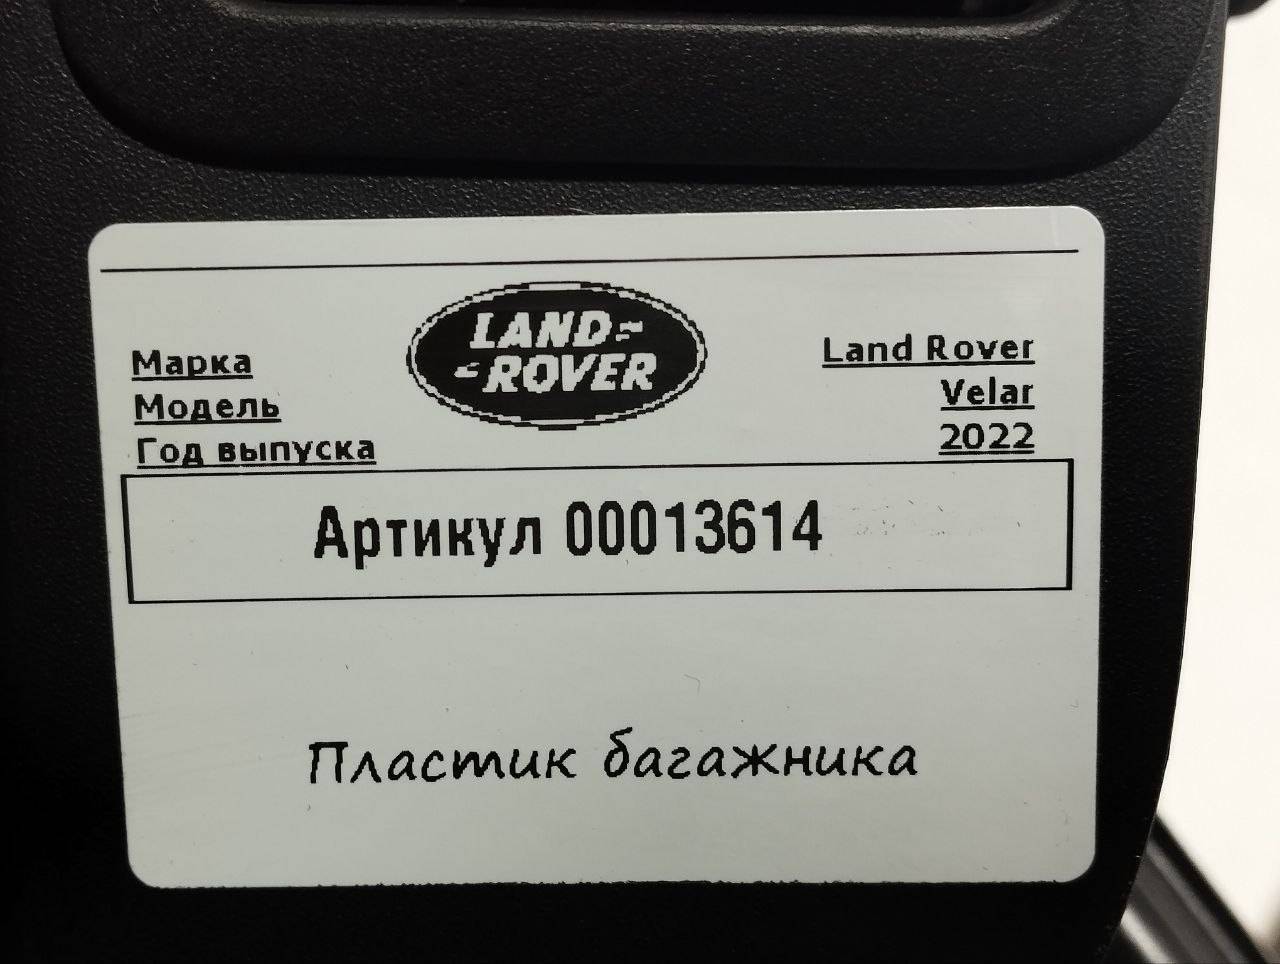 LAND-
-ROVER
Марка Land Rover
Модель Velar
Год выпуска 2022
Артикул 00013614
Пластик багажника